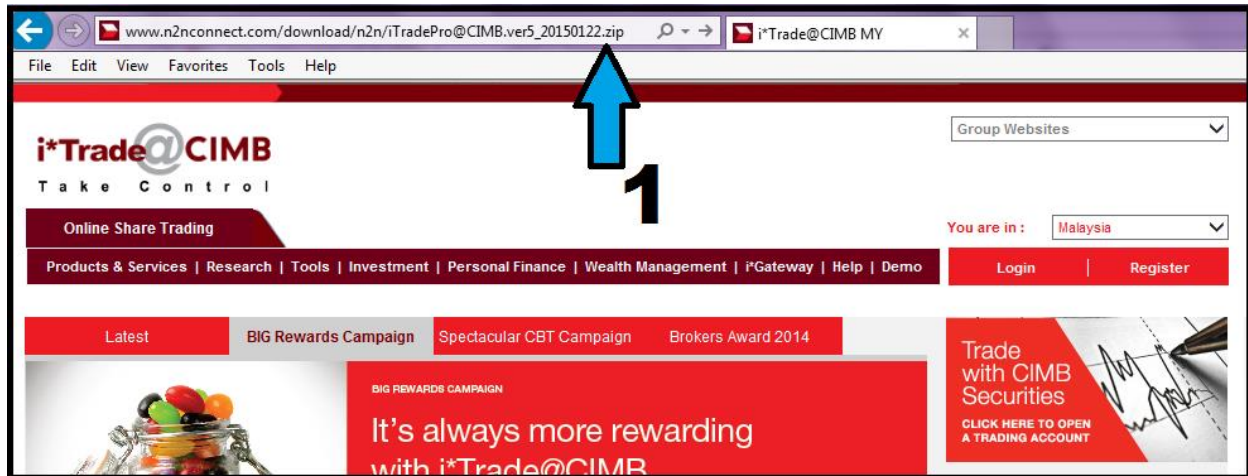 www.n2nconnect.com/download/n2n/iTradePro@CIMB.ver5_20150122.zip
i*Trade@CIMB MY
File Edit View Favorites Tools Help
i*Trade@CIMB
Take Control
Group Websites
1
Online Share Trading
You are in : Malaysia
Products & Services | Research | Tools | Investment | Personal Finance | Wealth Management | i*Gateway | Help | Demo
Login | Register
Latest BIG Rewards Campaign Spectacular CBT Campaign Brokers Award 2014
BIG REWARDS CAMPAIGN
It's always more rewarding
with i*Trade@CIMB
Trade
with CIMB
Securities
CLICK HERE TO OPEN
A TRADING ACCOUNT